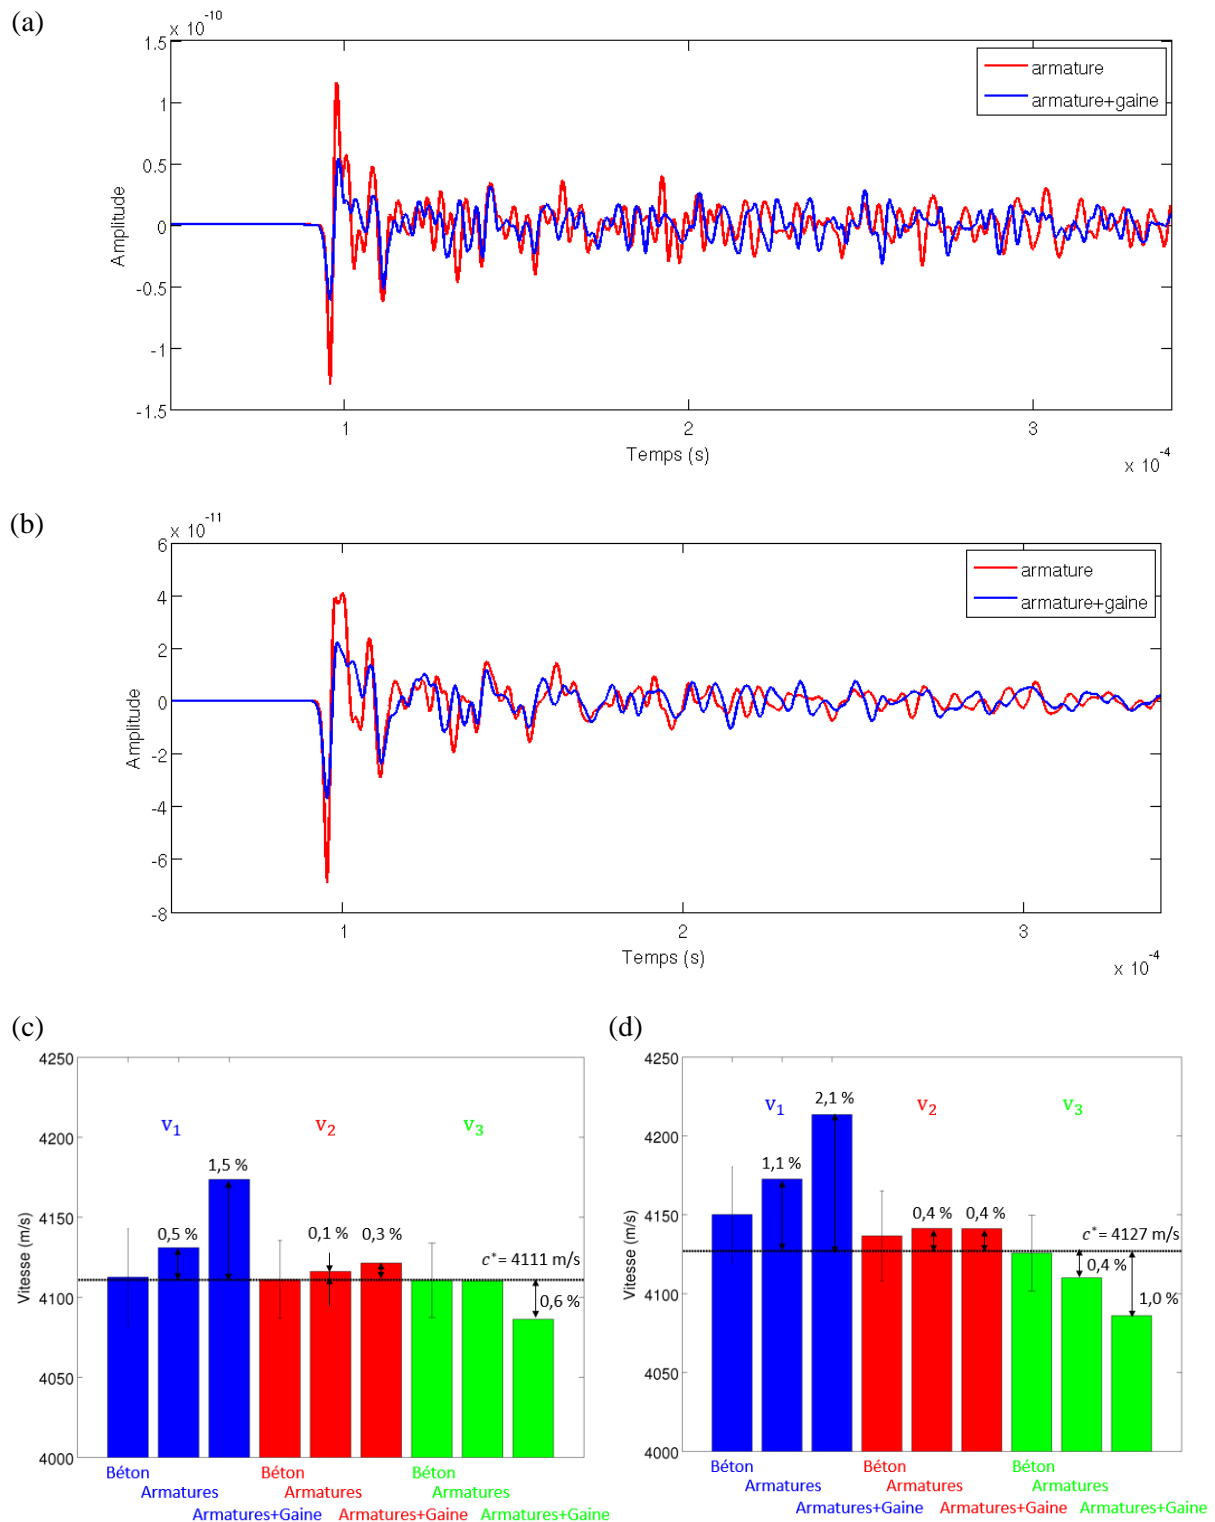 (a)
x 10^-10
1.5
1
0.5
0
-0.5
-1
-1.5
Amplitude
armature
armature+gaine
1
2
3
Temps (s)
x 10^-4
(b)
x 10^-11
6
4
2
0
-2
-4
-6
-8
Amplitude
armature
armature+gaine
1
2
3
Temps (s)
x 10^-4
(c)
4250
4200
4150
4100
4050
4000
Vitesse (m/s)
v1
v2
v3
0,5 %
1,5 %
0,1 %
0,3 %
c* = 4111 m/s
0,6 %
Béton
Armatures
Armatures+Gaine
Béton
Armatures
Armatures+Gaine
Béton
Armatures
Armatures+Gaine
(d)
4250
4200
4150
4100
4050
4000
Vitesse (m/s)
v1
v2
v3
1,1 %
2,1 %
0,4 %
0,4 %
c* = 4127 m/s
0,4 %
1,0 %
Béton
Armatures
Armatures+Gaine
Béton
Armatures
Armatures+Gaine
Béton
Armatures
Armatures+Gaine